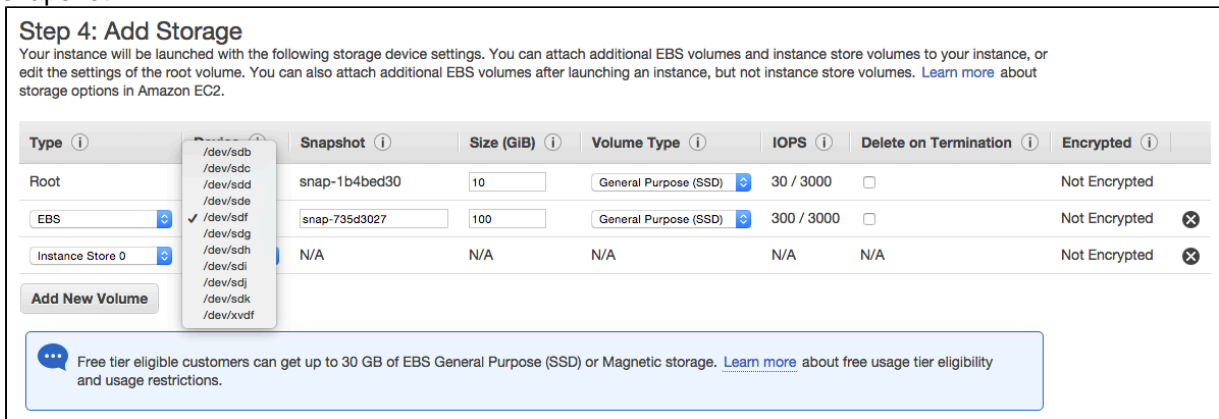 Step 4: Add Storage
Your instance will be launched with the following storage device settings. You can attach additional EBS volumes and instance store volumes to your instance, or
edit the settings of the root volume. You can also attach additional EBS volumes after launching an instance, but not instance store volumes. Learn more about
storage options in Amazon EC2.
Type Snapshot Size (GiB) Volume Type IOPS Delete on Termination Encrypted
/dev/sdb
/dev/sdc
/dev/sdd
/dev/sde
✓ /dev/sdf
/dev/sdg
/dev/sdh
/dev/sdi
/dev/sdj
/dev/sdk
/dev/xvdf
Root snap-1b4bed30 10 General Purpose (SSD) 30 / 3000 Not Encrypted
EBS snap-735d3027 100 General Purpose (SSD) 300 / 3000 Not Encrypted
Instance Store 0 N/A N/A N/A N/A N/A Not Encrypted
Add New Volume
Free tier eligible customers can get up to 30 GB of EBS General Purpose (SSD) or Magnetic storage. Learn more about free usage tier eligibility
and usage restrictions.